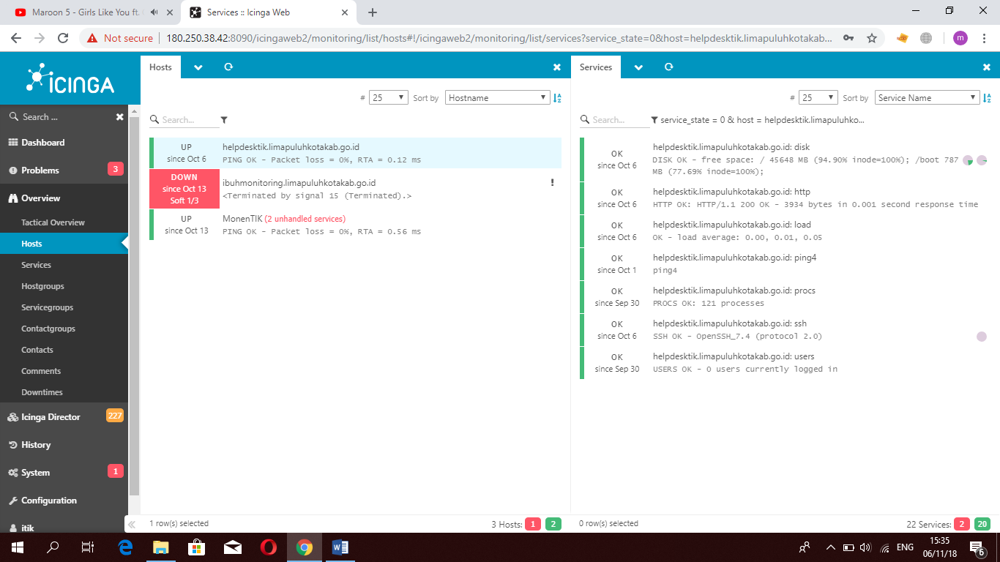 Maroon 5 - Girls Like You ft.
Services :: Icinga Web
Not secure
180.250.38.42:8090/icingaweb2/monitoring/list/hosts#!/icingaweb2/monitoring/list/services?service_state=0&host=helpdesktik.limapuluhkotakab...
m
ICINGA
Search ...
Dashboard
Problems 3
Overview
Tactical Overview
Hosts
Services
Hostgroups
Servicegroups
Contactgroups
Contacts
Comments
Downtimes
Icinga Director 227
History
System 1
Configuration
itik
Hosts
# 25 Sort by Hostname
Search...
UP
since Oct 6
helpdesktik.limapuluhkotakab.go.id
PING OK - Packet loss = 0%, RTA = 0.12 ms
DOWN
since Oct 13
Soft 1/3
ibuhmonitoring.limapuluhkotakab.go.id
<Terminated by signal 15 (Terminated).>
UP
since Oct 13
MonenTIK (2 unhandled services)
PING OK - Packet loss = 0%, RTA = 0.56 ms
1 row(s) selected
3 Hosts: 1 2
Services
# 25 Sort by Service Name
Search...
service_state = 0 & host = helpdesktik.limapuluhko...
OK
since Oct 6
helpdesktik.limapuluhkotakab.go.id: disk
DISK OK - free space: / 45648 MB (94.90% inode=100%); /boot 787
MB (77.69% inode=100%);
OK
since Oct 6
helpdesktik.limapuluhkotakab.go.id: http
HTTP OK: HTTP/1.1 200 OK - 3934 bytes in 0.001 second response time
OK
since Oct 6
helpdesktik.limapuluhkotakab.go.id: load
OK - load average: 0.00, 0.01, 0.05
OK
since Oct 1
helpdesktik.limapuluhkotakab.go.id: ping4
ping4
OK
since Sep 30
helpdesktik.limapuluhkotakab.go.id: procs
PROCS OK: 121 processes
OK
since Oct 6
helpdesktik.limapuluhkotakab.go.id: ssh
SSH OK - OpenSSH_7.4 (protocol 2.0)
OK
since Sep 30
helpdesktik.limapuluhkotakab.go.id: users
USERS OK - 0 users currently logged in
0 row(s) selected
22 Services: 2 20
ENG
15:35
06/11/18
6